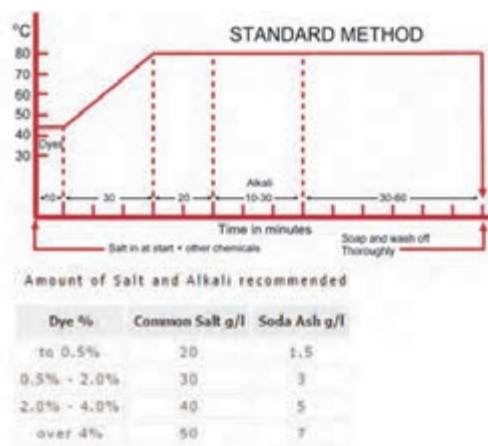 °C
STANDARD METHOD
80
70
60
50
40
30
Dyes
Alkali
10
30
20
10-30
30-60
Time in minutes
Salt in at start + other chemicals
Soap and wash off
Thoroughly
Amount of Salt and Alkali recommended
Dye % Common Salt g/l Soda Ash g/l
to 0.5% 20 1.5
0.5% - 2.0% 30 3
2.0% - 4.0% 40 5
over 4% 50 7